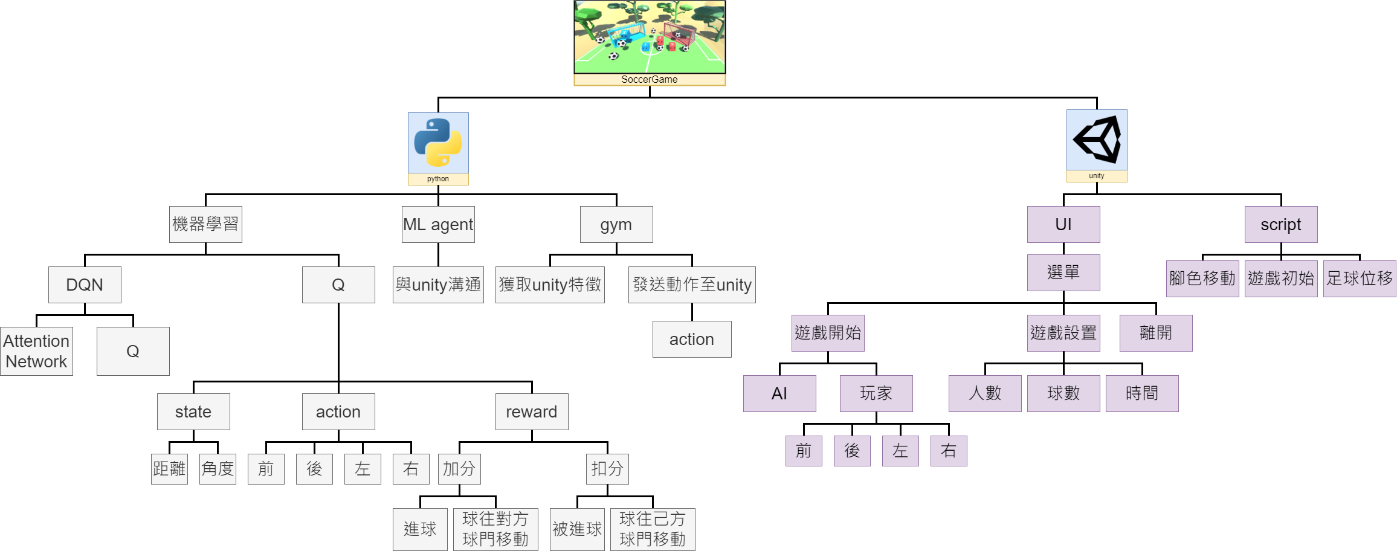 SoccerGame
python
unity
機器學習
ML agent
gym
UI
script
DQN
Q
與unity溝通
獲取unity特徵
發送動作至unity
選單
腳色移動
遊戲初始
足球位移
Attention
Network
Q
action
遊戲開始
遊戲設置
離開
state
action
reward
AI
玩家
人數
球數
時間
距離
角度
前
後
左
右
加分
扣分
前
後
左
右
進球
球往對方
球門移動
被進球
球往己方
球門移動